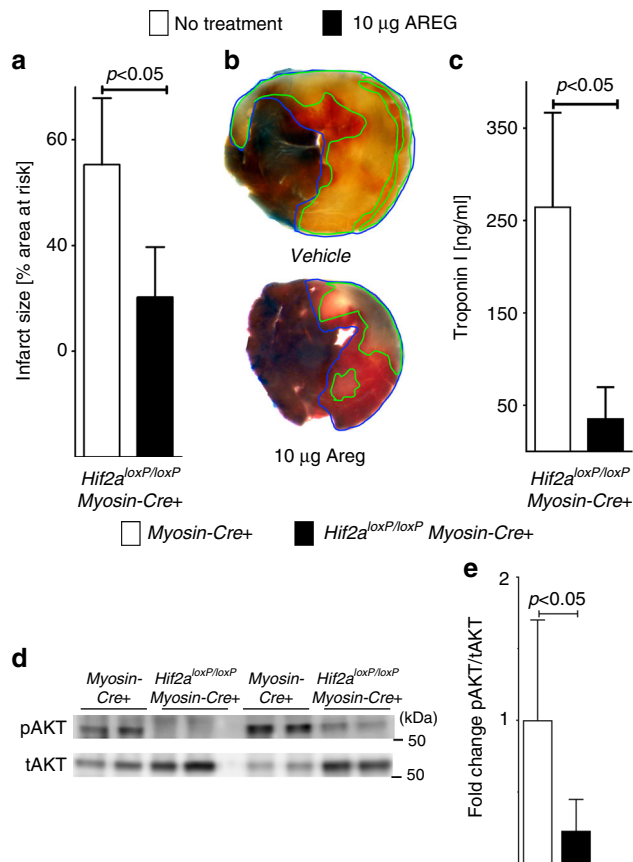 No treatment 10 µg AREG
a
p<0.05
Infarct size [% area at risk]
60
40
0
Hif2a loxP/loxP
Myosin-Cre+
b
Vehicle
10 µg Areg
c
p<0.05
Troponin I [ng/ml]
350
250
150
50
Hif2a loxP/loxP
Myosin-Cre+
Myosin-Cre+ Hif2a loxP/loxP Myosin-Cre+
d
Myosin- Hif2a loxP/loxP Myosin- Hif2a loxP/loxP
Cre+ Myosin-Cre+ Cre+ Myosin-Cre+
(kDa)
pAKT
50
tAKT
50
e
2
p<0.05
Fold change pAKT/tAKT
1